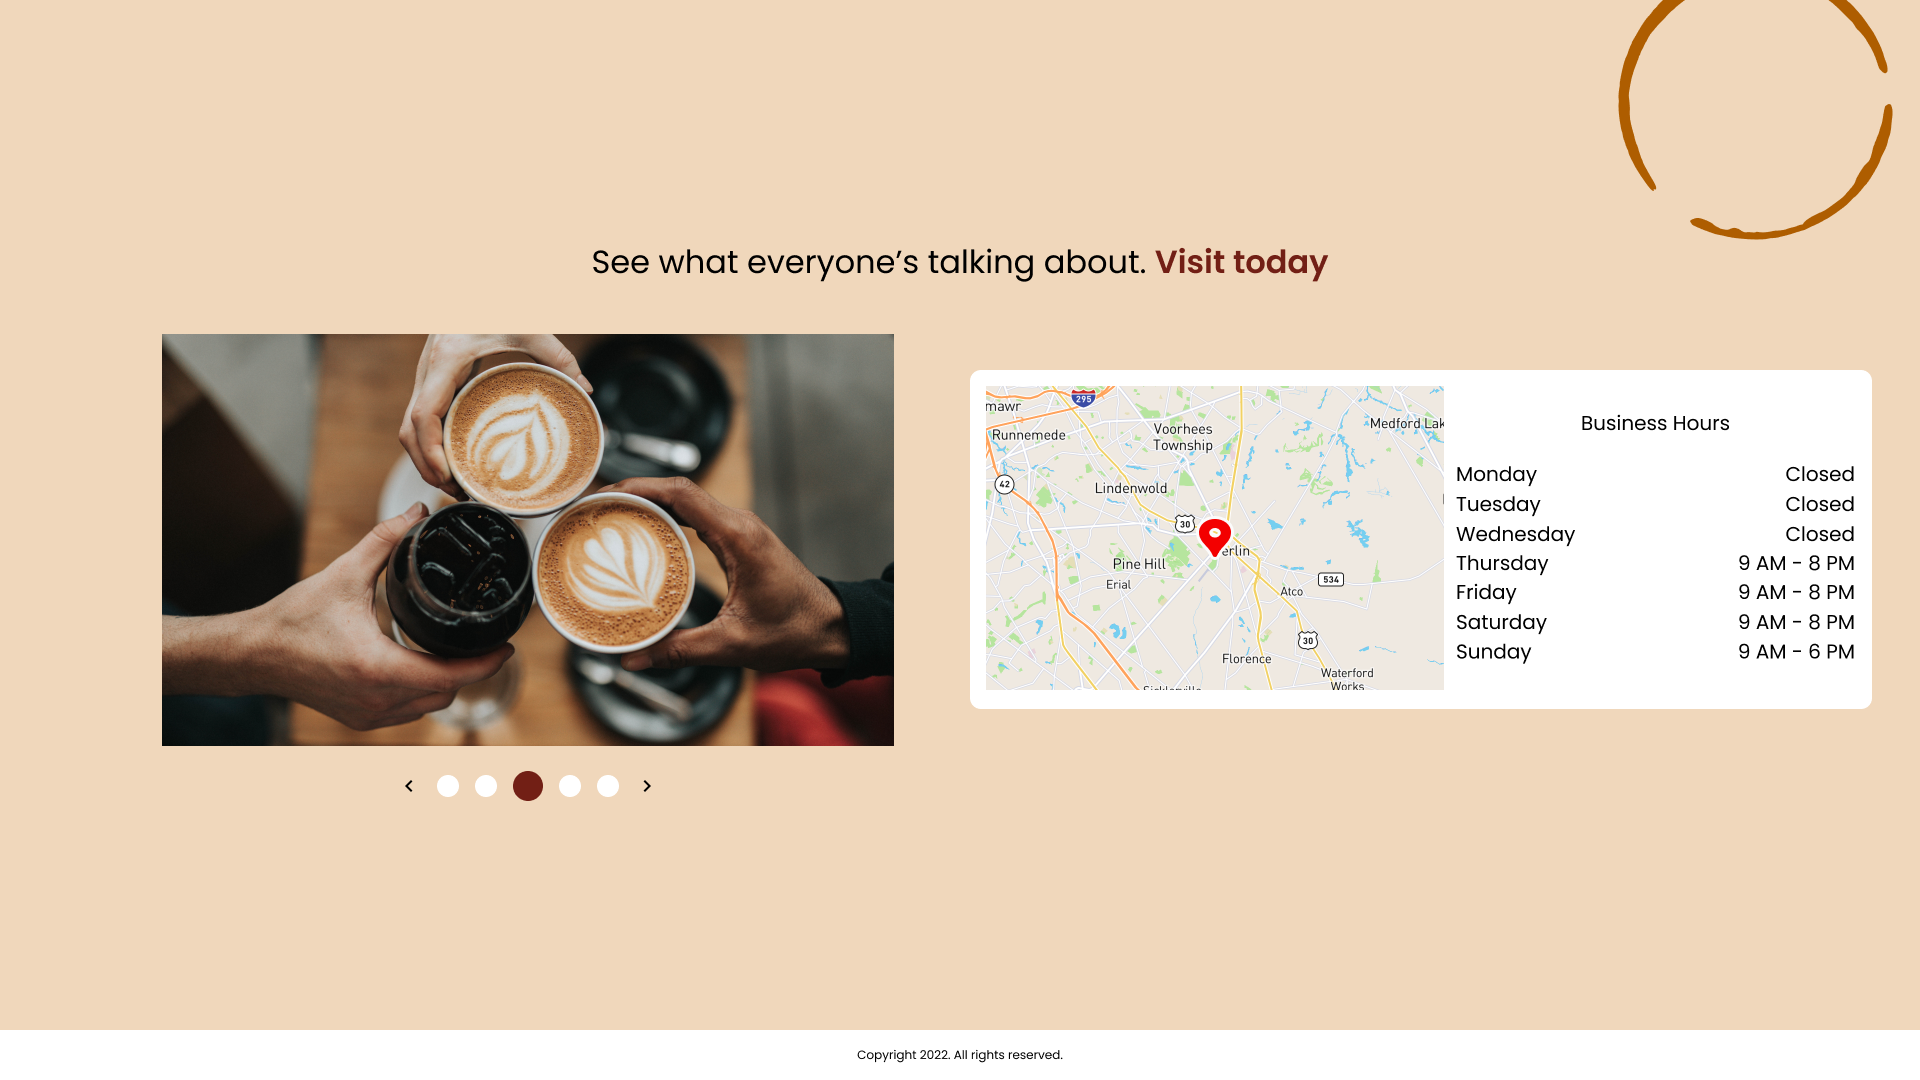 See what everyone’s talking about. Visit today
295
mawr
Runnemede
Voorhees
Township
Medford Lak
42
Lindenwold
30
erlin
Pine Hill
534
Erial
Atco
30
Florence
Waterford
Works
Business Hours
Monday Closed
Tuesday Closed
Wednesday Closed
Thursday 9 AM - 8 PM
Friday 9 AM - 8 PM
Saturday 9 AM - 8 PM
Sunday 9 AM - 6 PM
Copyright 2022. All rights reserved.